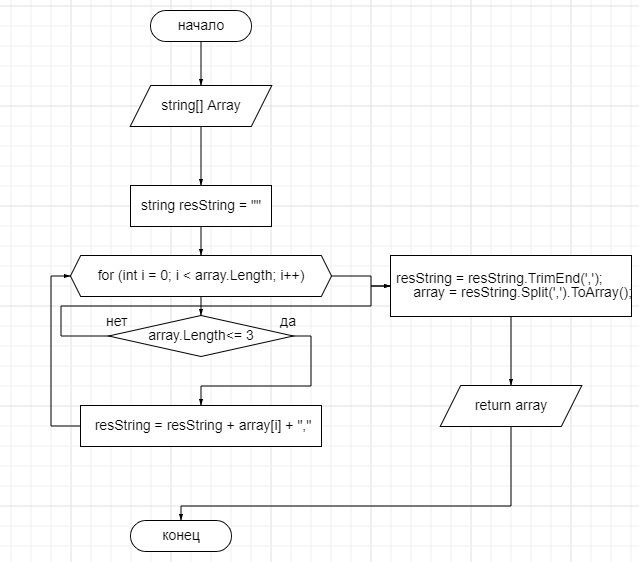 начало
string[] Array
string resString = ""
for (int i = 0; i < array.Length; i++)
resString = resString.TrimEnd(',');
array = resString.Split(',').ToArray();
нет
да
array.Length<= 3
resString = resString + array[i] + ","
return array
конец